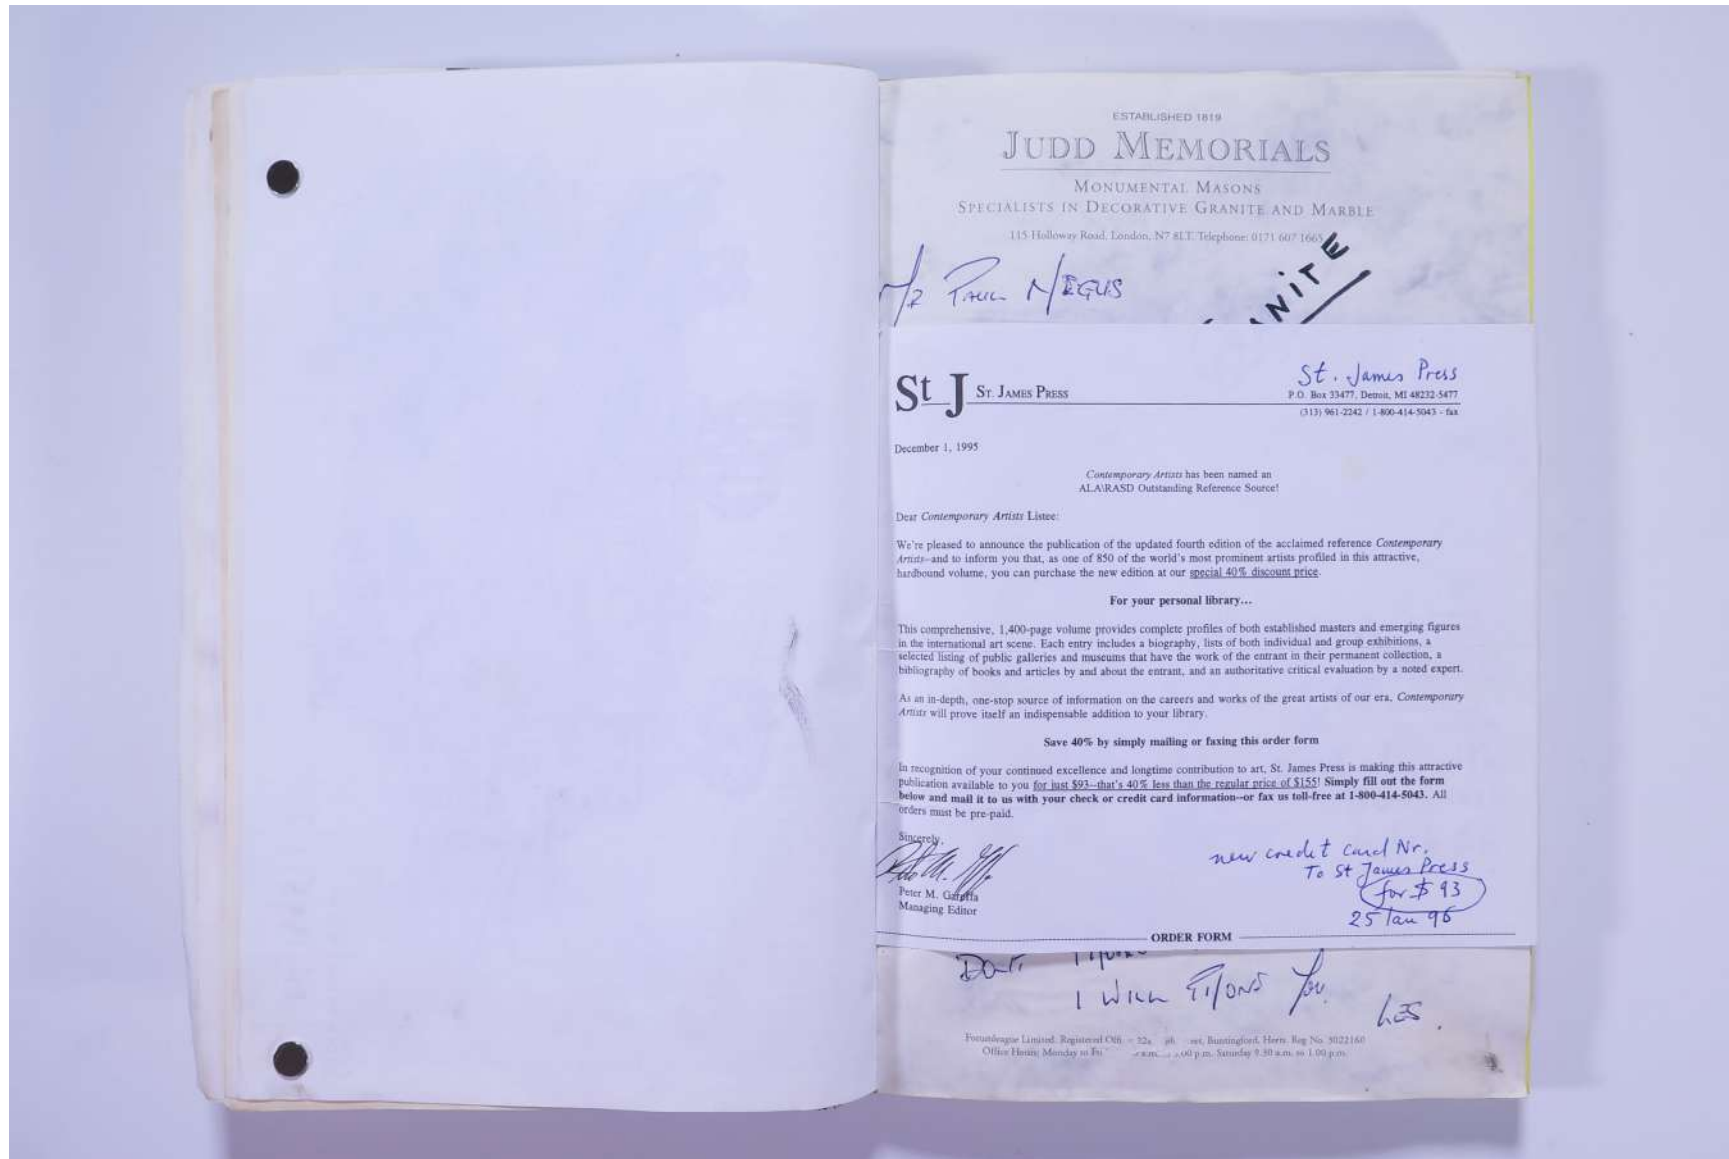 ESTABLISHED 1819
JUDD MEMORIALS
MONUMENTAL MASONS
SPECIALISTS IN DECORATIVE GRANITE AND MARBLE
115 Holloway Road, London, N7 8LT. Telephone: 0171 607 1665
Mr PAUL NEGUS
NITE
St J ST. JAMES PRESS
St. James Press
P.O. Box 33477, Detroit, MI 48232-5477
(313) 961-2242 / 1-800-414-5043 - fax
December 1, 1995
Contemporary Artists has been named an
ALA\RASD Outstanding Reference Source!
Dear Contemporary Artists Listee:
We're pleased to announce the publication of the updated fourth edition of the acclaimed reference Contemporary
Artists--and to inform you that, as one of 850 of the world's most prominent artists profiled in this attractive,
hardbound volume, you can purchase the new edition at our special 40% discount price.
For your personal library...
This comprehensive, 1,400-page volume provides complete profiles of both established masters and emerging figures
in the international art scene. Each entry includes a biography, lists of both individual and group exhibitions, a
selected listing of public galleries and museums that have the work of the entrant in their permanent collection, a
bibliography of books and articles by and about the entrant, and an authoritative critical evaluation by a noted expert.
As an in-depth, one-stop source of information on the careers and works of the great artists of our era, Contemporary
Artists will prove itself an indispensable addition to your library.
Save 40% by simply mailing or faxing this order form
In recognition of your continued excellence and longtime contribution to art, St. James Press is making this attractive
publication available to you for just $93--that's 40% less than the regular price of $155! Simply fill out the form
below and mail it to us with your check or credit card information--or fax us toll-free at 1-800-414-5043. All
orders must be pre-paid.
Sincerely,
Peter M. Gareffa
Managing Editor
new credit card Nr.
To St James Press
for $ 93
25 Jan 96
ORDER FORM
I WILL PHONE YOU.
LES.
Forumleague Limited. Registered Buntingford, Herts. Reg No. 3022160
Office Hours: Monday to p.m. Saturday 9.30 a.m. to 1.00 p.m.